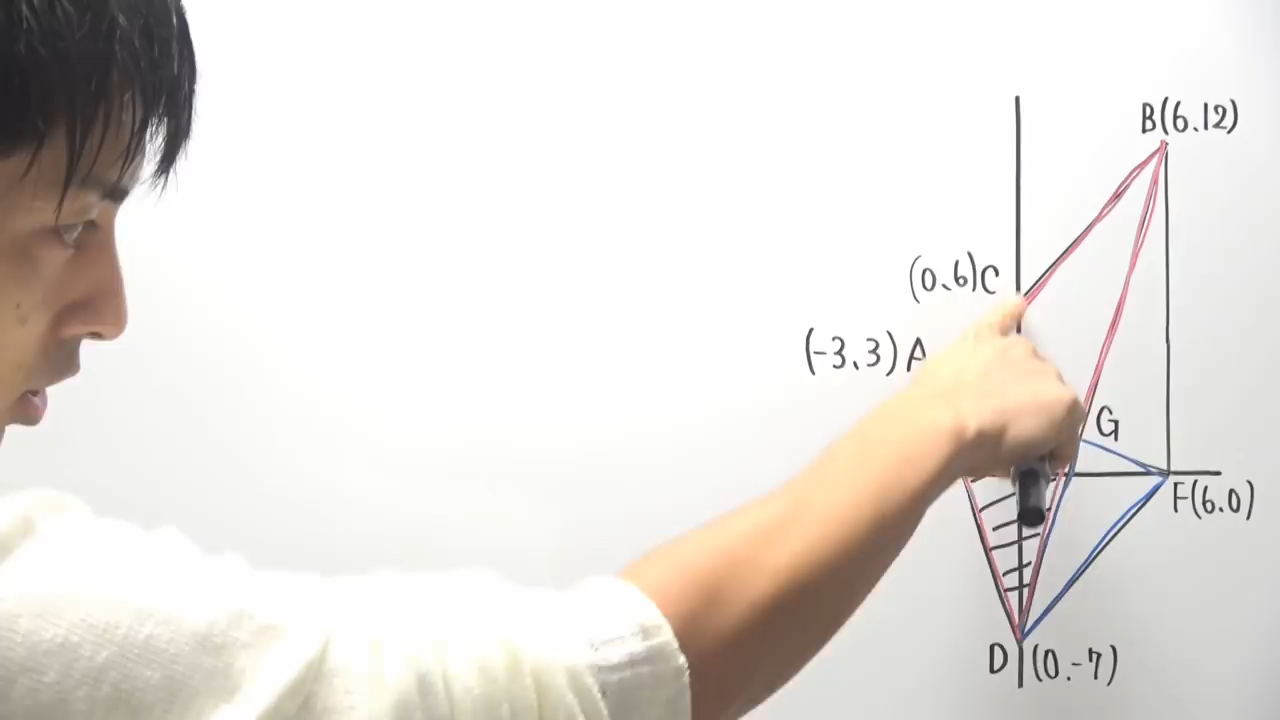 B(6.12)
(0、6)C
(-3、3)A
G
F(6.0)
D(0.-7)